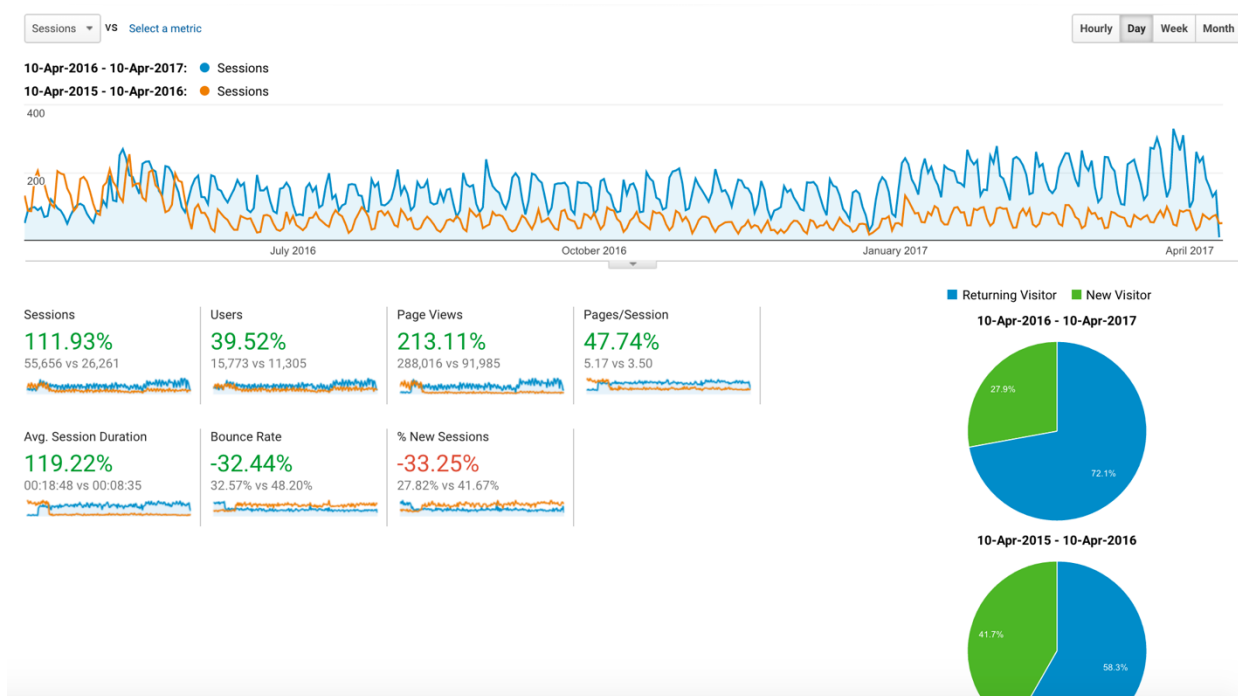 Sessions VS Select a metric
Hourly Day Week Month
10-Apr-2016 - 10-Apr-2017: Sessions
10-Apr-2015 - 10-Apr-2016: Sessions
400
200
July 2016 October 2016 January 2017 April 2017
Returning Visitor New Visitor
10-Apr-2016 - 10-Apr-2017
Sessions Users Page Views Pages/Session
111.93% 39.52% 213.11% 47.74%
55,656 vs 26,261 15,773 vs 11,305 288,016 vs 91,985 5.17 vs 3.50
27.9%
72.1%
Avg. Session Duration Bounce Rate % New Sessions
119.22% -32.44% -33.25%
00:18:48 vs 00:08:35 32.57% vs 48.20% 27.82% vs 41.67%
10-Apr-2015 - 10-Apr-2016
41.7%
58.3%